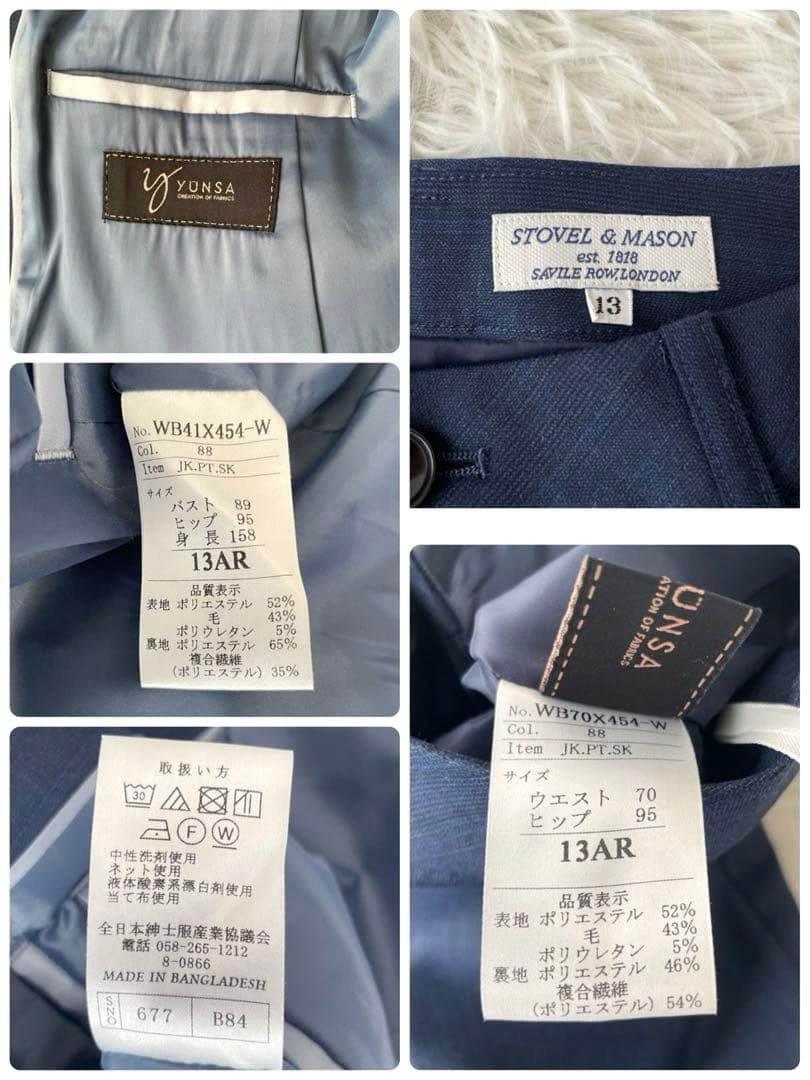 YÜNSA
CREATION OF FABRICS
STOVEL & MASON
est. 1818
SAVILE ROW, LONDON
13
No. WB41X454-W
Col. 88
Item JK.PT.SK
サイズ
バスト 89
ヒップ 95
身長 158
13AR
品質表示
表地 ポリエステル 52%
毛 43%
ポリウレタン 5%
裏地 ポリエステル 65%
複合繊維
(ポリエステル) 35%
ÜNSA
ATION OF FABRICS
No. WB70X454-W
Col. 88
Item JK.PT.SK
サイズ
ウエスト 70
ヒップ 95
13AR
品質表示
表地 ポリエステル 52%
毛 43%
ポリウレタン 5%
裏地 ポリエステル 46%
複合繊維
(ポリエステル) 54%
取扱い方
30
F
W
中性洗剤使用
ネット使用
液体酸素系漂白剤使用
当て布使用
全日本紳士服産業協議会
電話 058-265-1212
8-0866
MADE IN BANGLADESH
SNO 677 B84